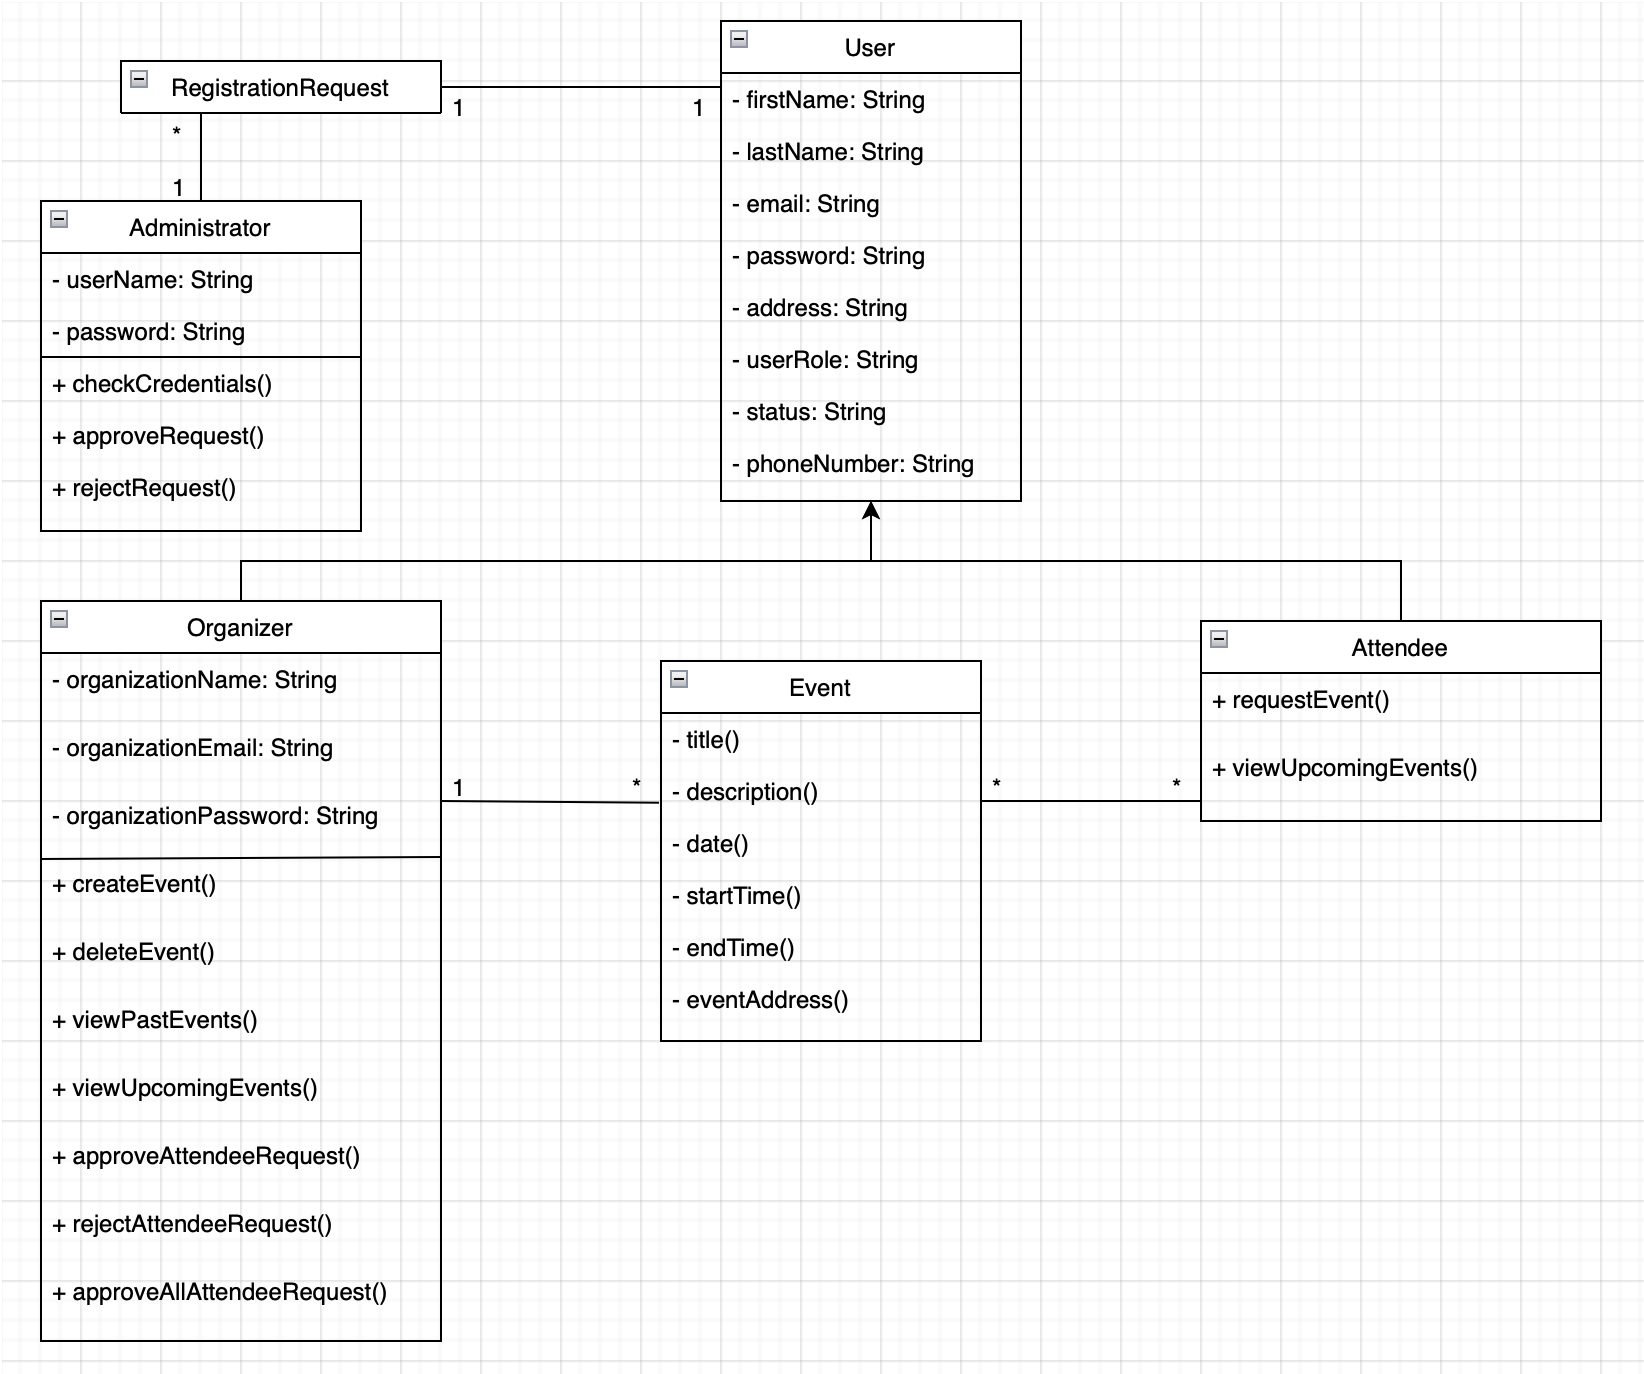 User
- firstName: String
- lastName: String
- email: String
- password: String
- address: String
- userRole: String
- status: String
- phoneNumber: String
RegistrationRequest
1
1
*
1
Administrator
- userName: String
- password: String
+ checkCredentials()
+ approveRequest()
+ rejectRequest()
Organizer
- organizationName: String
- organizationEmail: String
- organizationPassword: String
+ createEvent()
+ deleteEvent()
+ viewPastEvents()
+ viewUpcomingEvents()
+ approveAttendeeRequest()
+ rejectAttendeeRequest()
+ approveAllAttendeeRequest()
1
*
Event
- title()
- description()
- date()
- startTime()
- endTime()
- eventAddress()
*
*
Attendee
+ requestEvent()
+ viewUpcomingEvents()